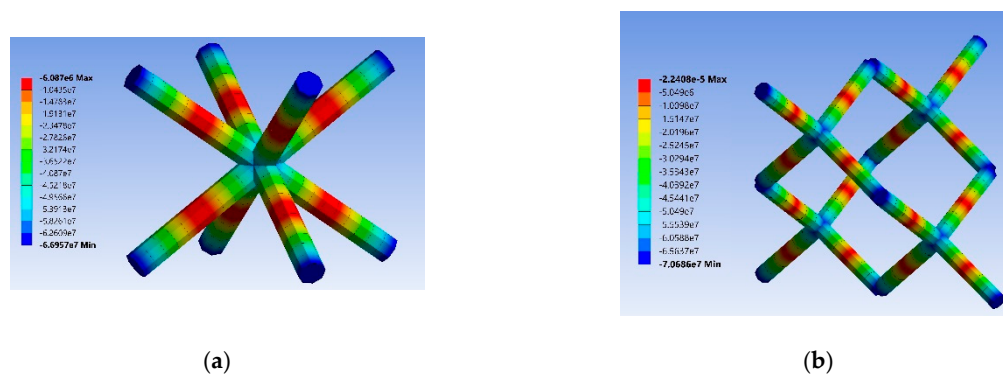 -6.087e6 Max
-1.0435e7
-1.4783e7
-1.9131e7
-2.3478e7
-2.7826e7
-3.2174e7
-3.6522e7
-4.087e7
-4.5218e7
-4.9566e7
-5.3913e7
-5.8261e7
-6.2609e7
-6.6957e7 Min
(a)
-2.2408e-5 Max
-5.049e6
-1.0098e7
-1.5147e7
-2.0196e7
-2.5245e7
-3.0294e7
-3.5343e7
-4.0392e7
-4.5441e7
-5.049e7
-5.5539e7
-6.0588e7
-6.5637e7
-7.0686e7 Min
(b)